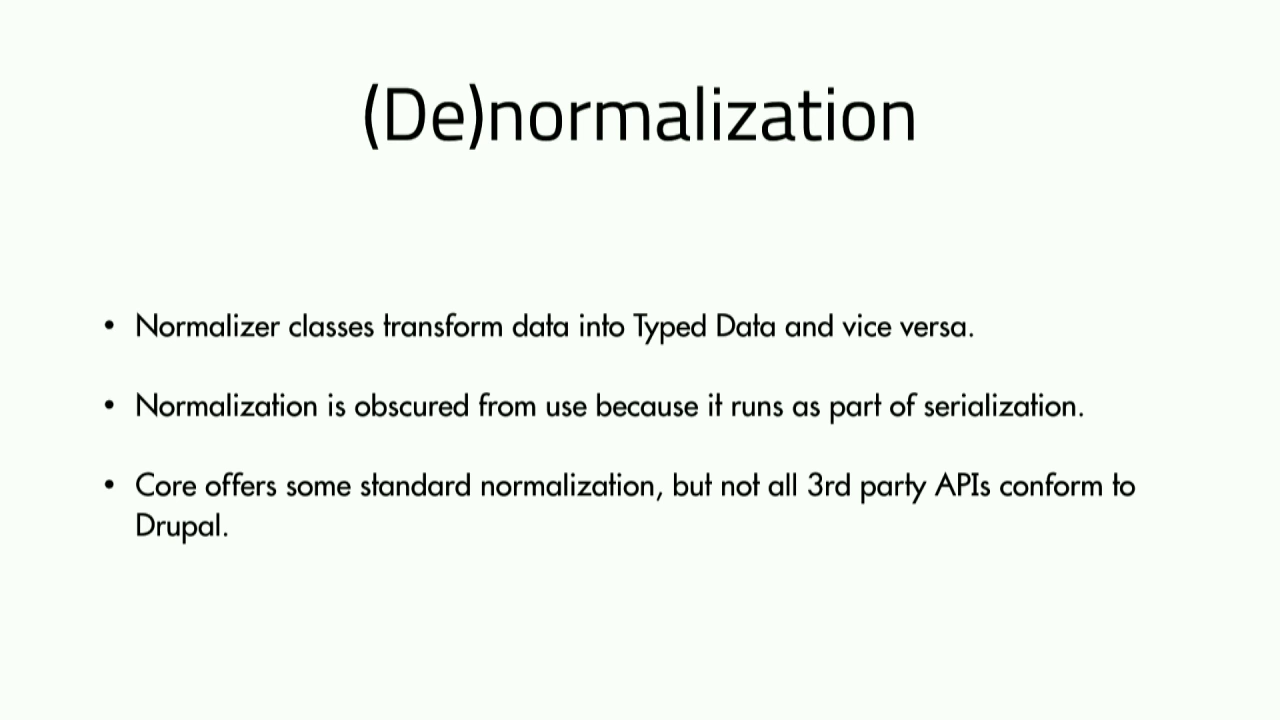 (De)normalization
• Normalizer classes transform data into Typed Data and vice versa.
• Normalization is obscured from use because it runs as part of serialization.
• Core offers some standard normalization, but not all 3rd party APIs conform to
Drupal.